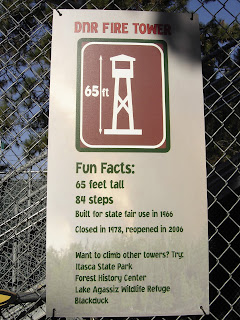 DNR FIRE TOWER
65 ft
Fun Facts:
65 feet tall
84 steps
Built for state fair use in 1966
Closed in 1978, reopened in 2006
Want to climb other towers? Try:
Itasca State Park
Forest History Center
Lake Agassiz Wildlife Refuge
Blackduck